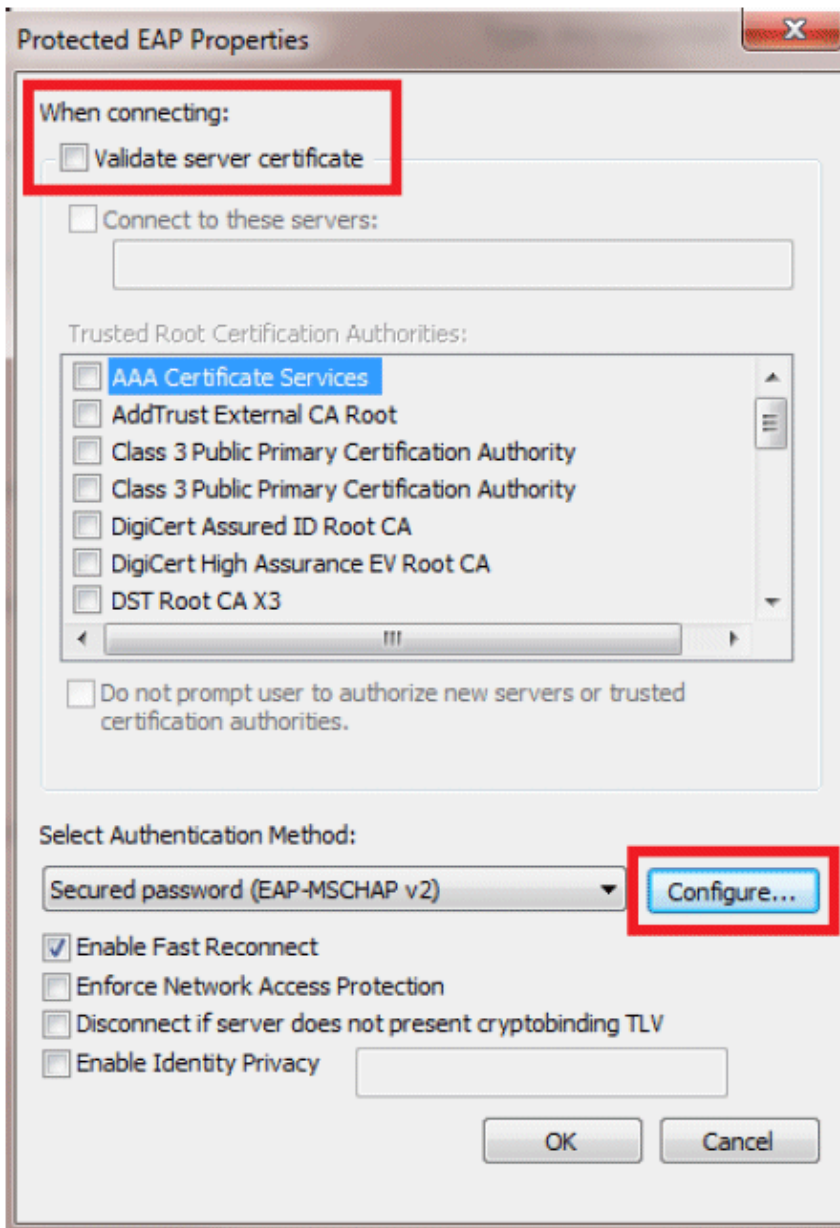 Protected EAP Properties
When connecting:
Validate server certificate
Connect to these servers:
Trusted Root Certification Authorities:
AAA Certificate Services
AddTrust External CA Root
Class 3 Public Primary Certification Authority
Class 3 Public Primary Certification Authority
DigiCert Assured ID Root CA
DigiCert High Assurance EV Root CA
DST Root CA X3
Do not prompt user to authorize new servers or trusted
certification authorities.
Select Authentication Method:
Secured password (EAP-MSCHAP v2)
Configure...
Enable Fast Reconnect
Enforce Network Access Protection
Disconnect if server does not present cryptobinding TLV
Enable Identity Privacy
OK
Cancel